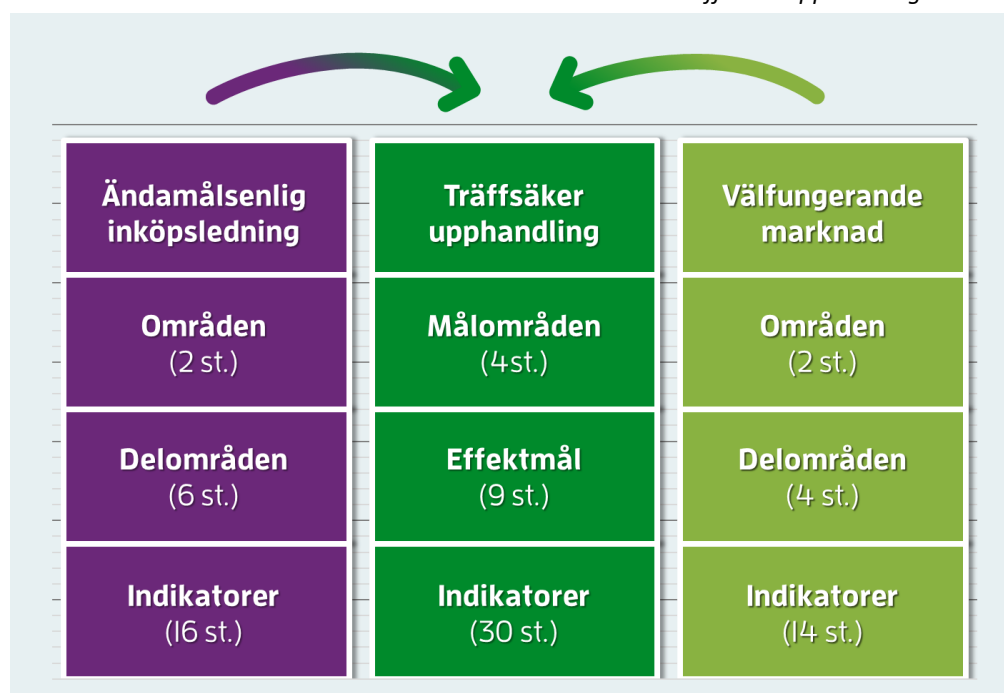 Ändamålsenlig
inköpsledning
Områden
(2 st.)
Delområden
(6 st.)
Indikatorer
(16 st.)
Träffsäker
upphandling
Målområden
(4st.)
Effektmål
(9 st.)
Indikatorer
(30 st.)
Välfungerande
marknad
Områden
(2 st.)
Delområden
(4 st.)
Indikatorer
(14 st.)